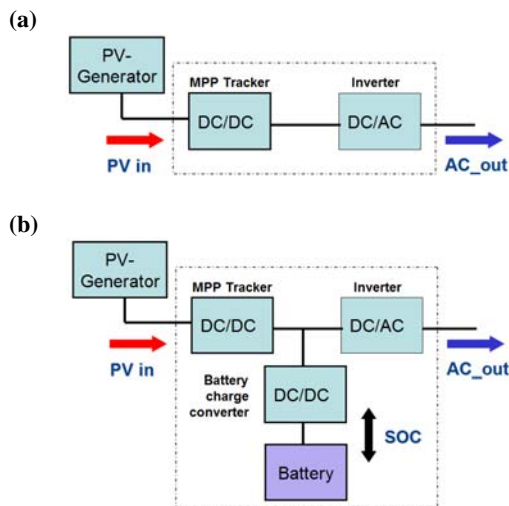 (a)
PV-
Generator
MPP Tracker
Inverter
DC/DC
DC/AC
PV in
AC_out
(b)
PV-
Generator
MPP Tracker
Inverter
DC/DC
DC/AC
PV in
AC_out
Battery
charge
converter
DC/DC
SOC
Battery